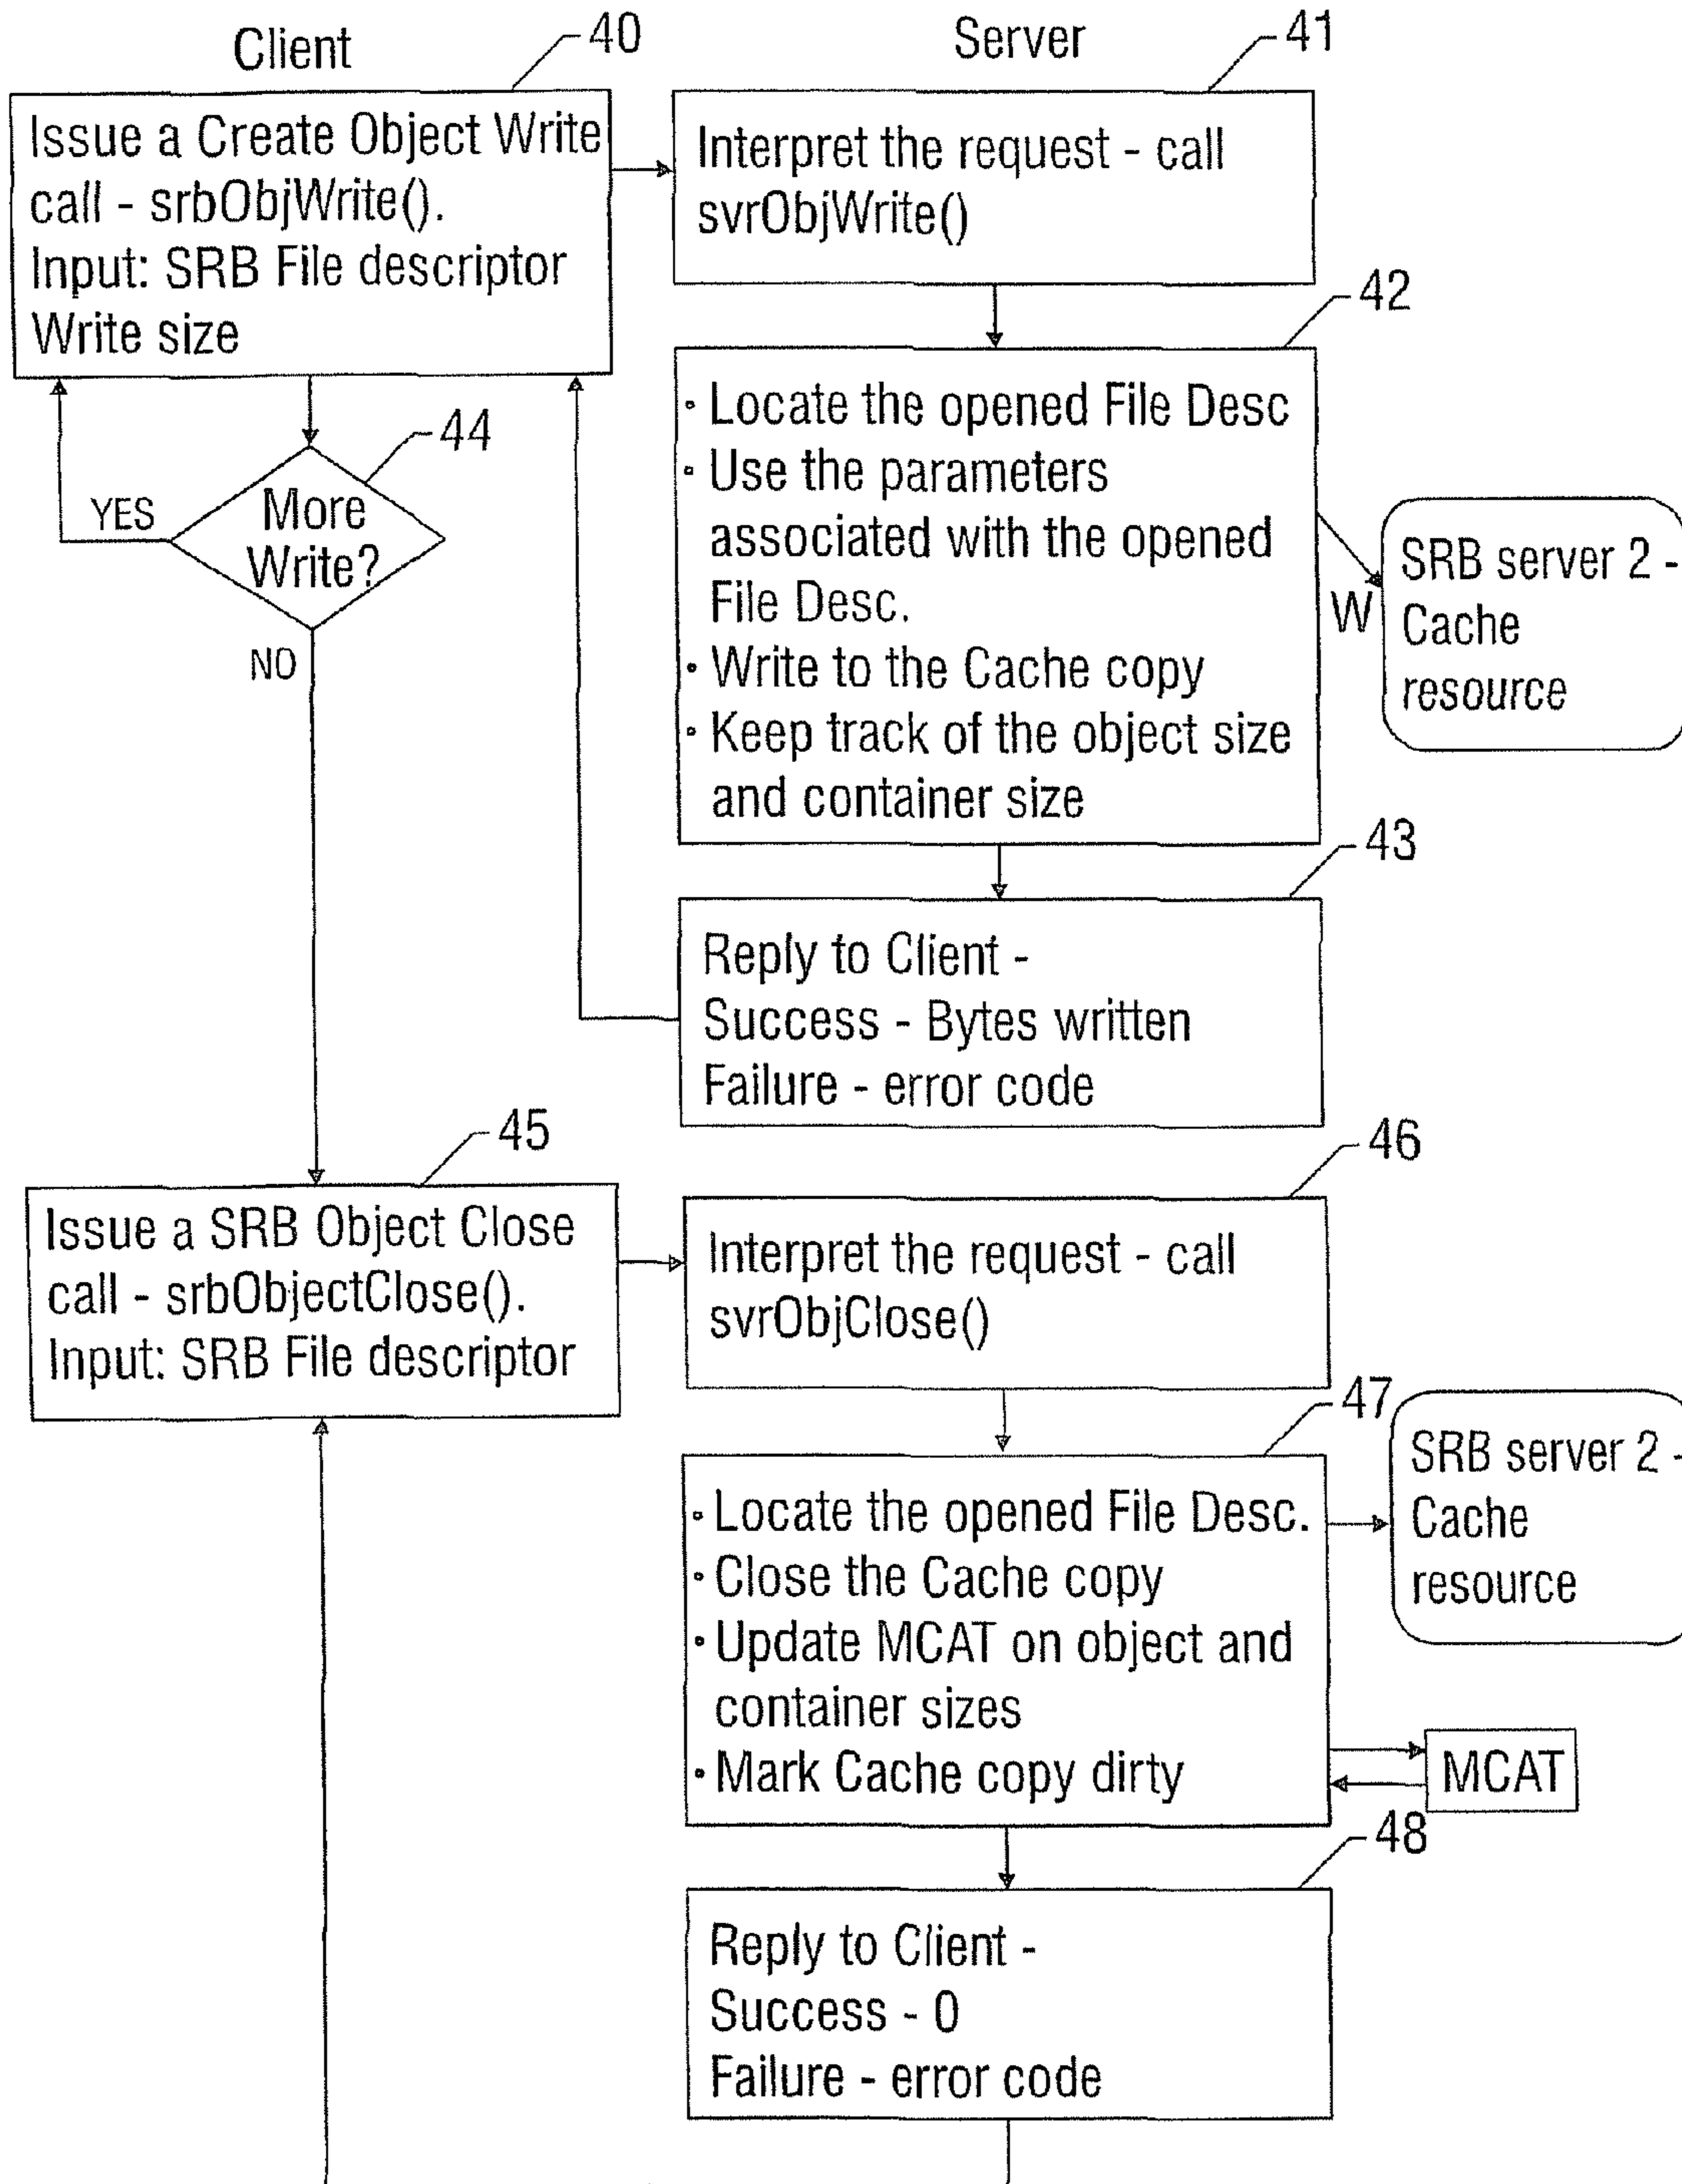 Client
40
Server
41
Issue a Create Object Write
call - srbObjWrite().
Input: SRB File descriptor
Write size
Interpret the request - call
svrObjWrite()
42
• Locate the opened File Desc
• Use the parameters
associated with the opened
File Desc.
• Write to the Cache copy
• Keep track of the object size
and container size
44
YES
More
Write?
NO
W
SRB server 2 -
Cache
resource
43
Reply to Client -
Success - Bytes written
Failure - error code
45
Issue a SRB Object Close
call - srbObjectClose().
Input: SRB File descriptor
46
Interpret the request - call
svrObjClose()
47
• Locate the opened File Desc.
• Close the Cache copy
• Update MCAT on object and
container sizes
• Mark Cache copy dirty
SRB server 2 -
Cache
resource
MCAT
48
Reply to Client -
Success - 0
Failure - error code